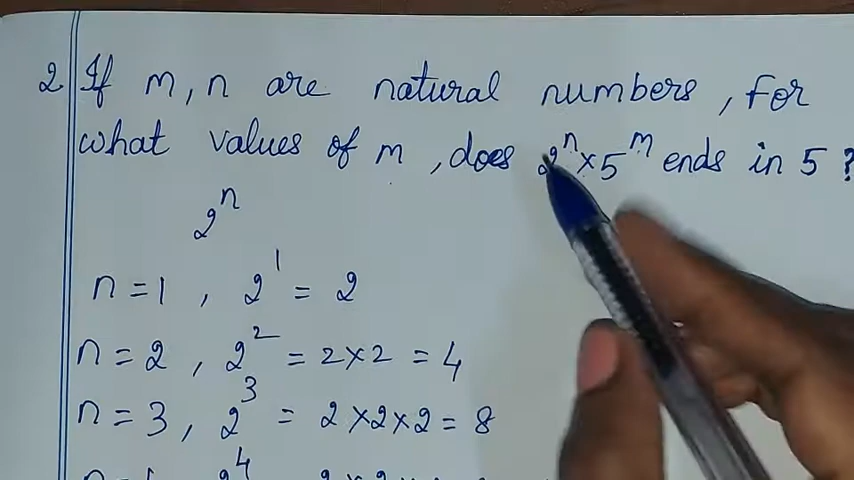 2 If m, n are natural numbers, For
what values of m, does 2ⁿ × 5ᵐ ends in 5 ?
2ⁿ
n = 1 , 2¹ = 2
n = 2 , 2² = 2×2 = 4
n = 3 , 2³ = 2×2×2 = 8